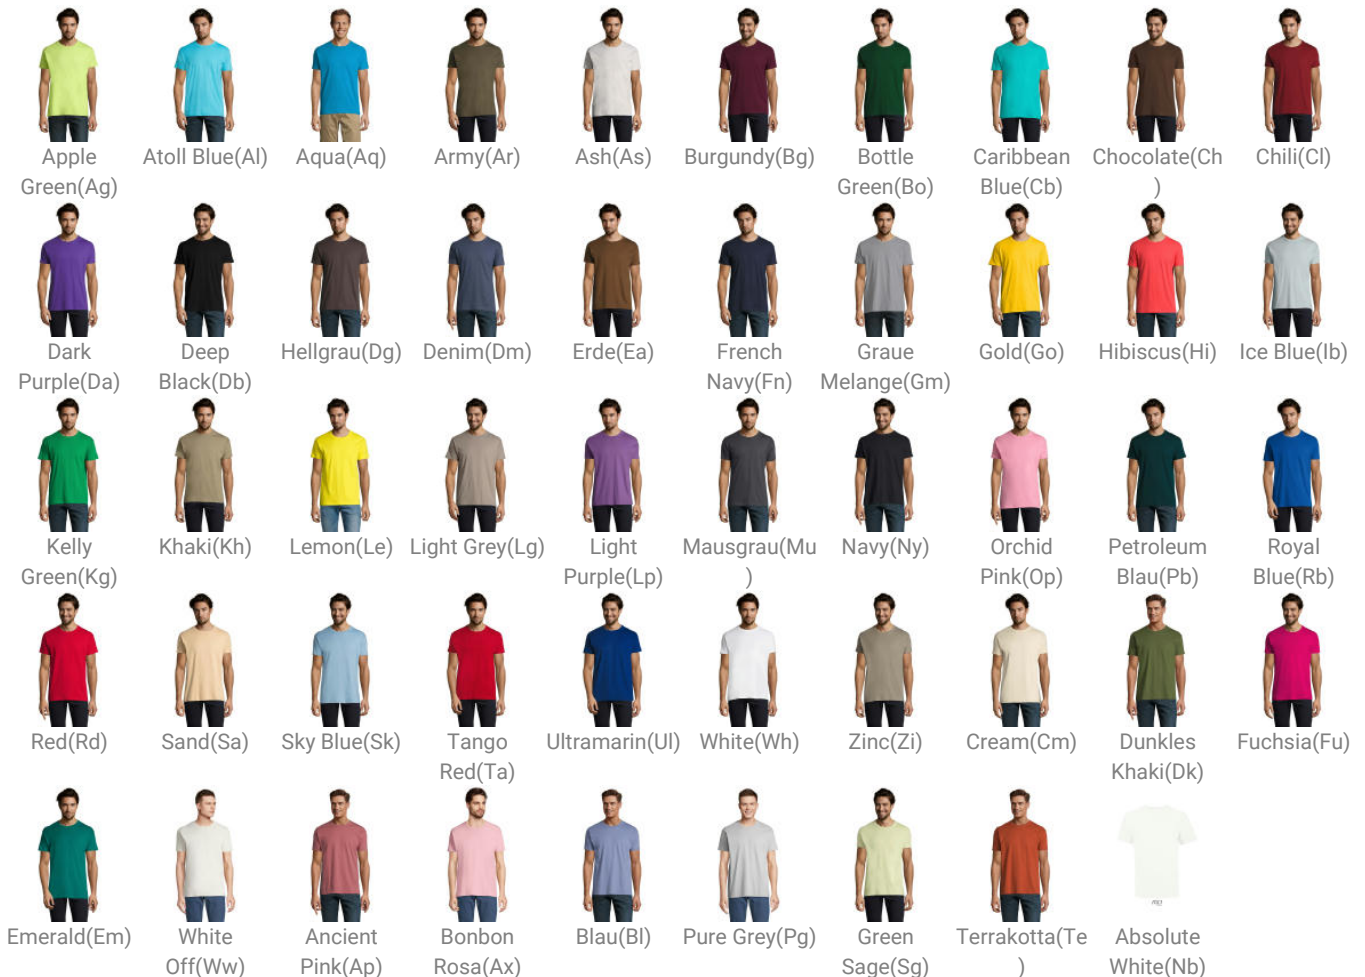 Apple Atoll Blue(Al) Aqua(Aq) Army(Ar) Ash(As) Burgundy(Bg) Bottle Caribbean Chocolate(Ch Chili(Cl)
Green(Ag) Green(Bo) Blue(Cb) )
Dark Deep Hellgrau(Dg) Denim(Dm) Erde(Ea) French Graue Gold(Go) Hibiscus(Hi) Ice Blue(Ib)
Purple(Da) Black(Db) Navy(Fn) Melange(Gm)
Kelly Khaki(Kh) Lemon(Le) Light Grey(Lg) Light Mausgrau(Mu Navy(Ny) Orchid Petroleum Royal
Green(Kg) Purple(Lp) ) Pink(Op) Blau(Pb) Blue(Rb)
Red(Rd) Sand(Sa) Sky Blue(Sk) Tango Ultramarin(Ul) White(Wh) Zinc(Zi) Cream(Cm) Dunkles Fuchsia(Fu)
Red(Ta) Khaki(Dk)
Emerald(Em) White Ancient Bonbon Blau(Bl) Pure Grey(Pg) Green Terrakotta(Te Absolute
Off(Ww) Pink(Ap) Rosa(Ax) Sage(Sg) ) White(Nb)